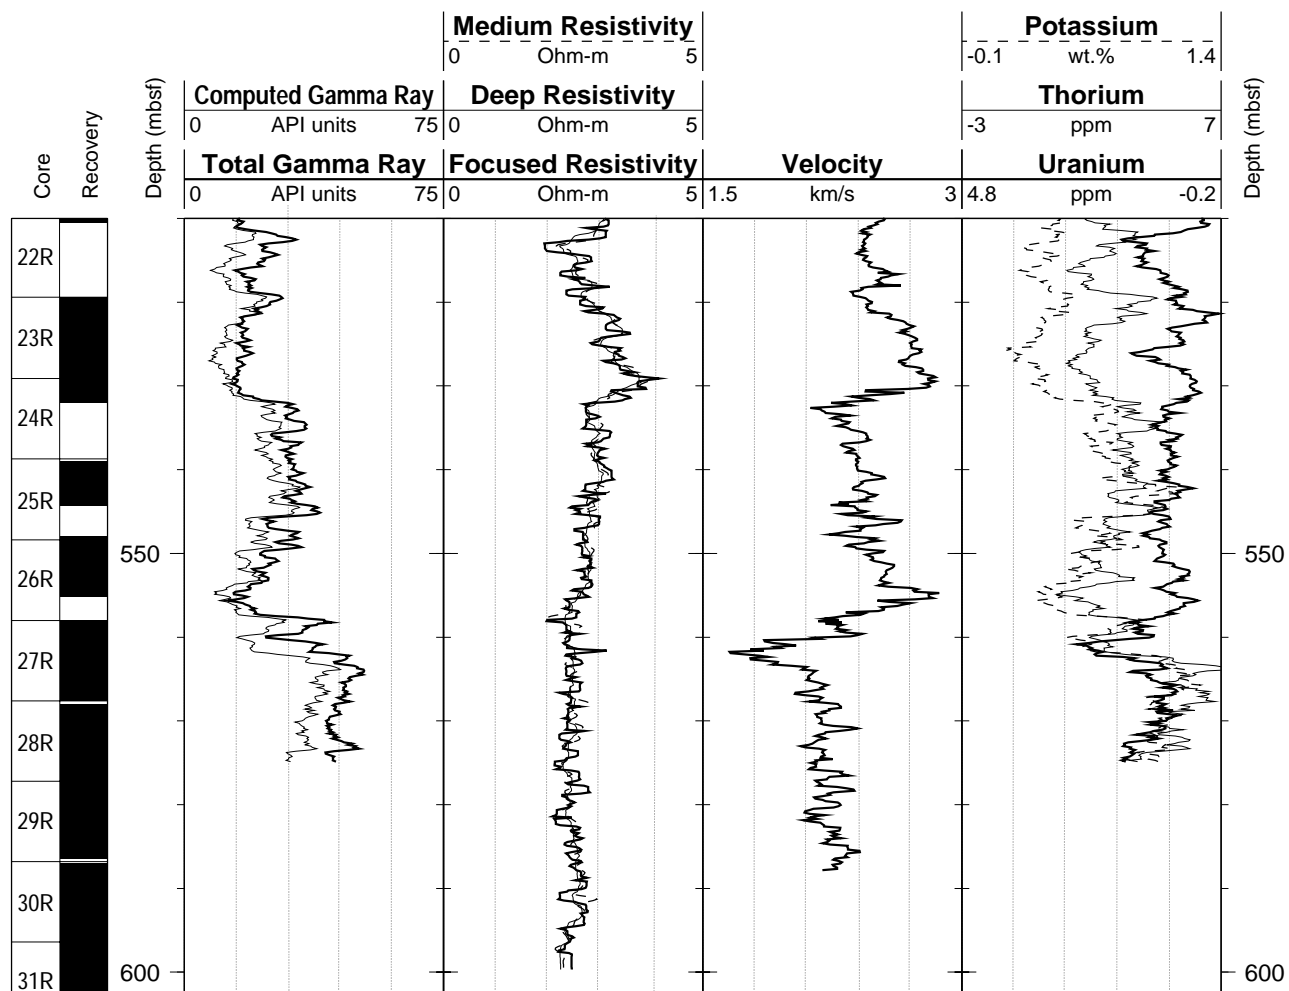 Medium Resistivity
0 Ohm-m 5
Potassium
-0.1 wt.% 1.4
Computed Gamma Ray
0 API units 75
Deep Resistivity
0 Ohm-m 5
Thorium
-3 ppm 7
Core
Recovery
Depth (mbsf)
Total Gamma Ray
0 API units 75
Focused Resistivity
0 Ohm-m 5
Velocity
1.5 km/s 3
Uranium
4.8 ppm -0.2
Depth (mbsf)
22R
23R
24R
25R
550 550
26R
27R
28R
29R
30R
600 600
31R